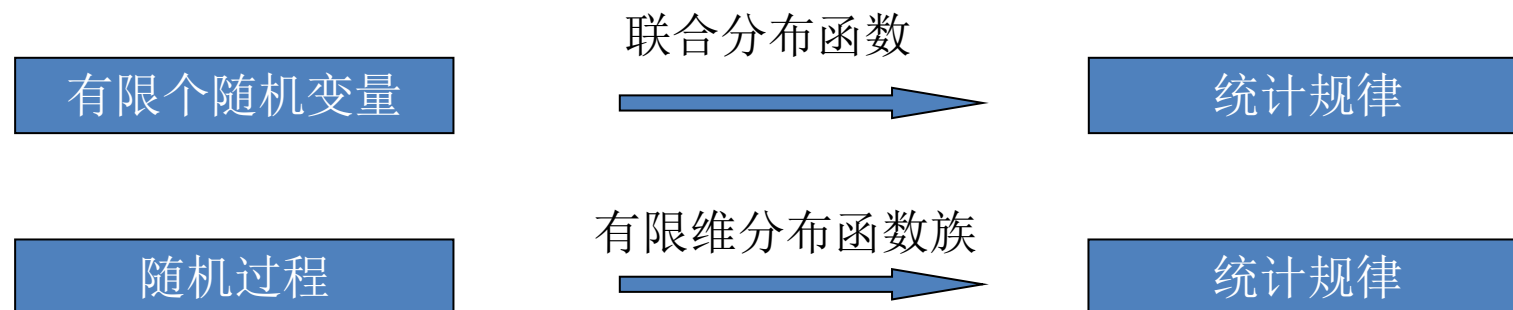 联合分布函数
有限个随机变量
统计规律
有限维分布函数族
随机过程
统计规律